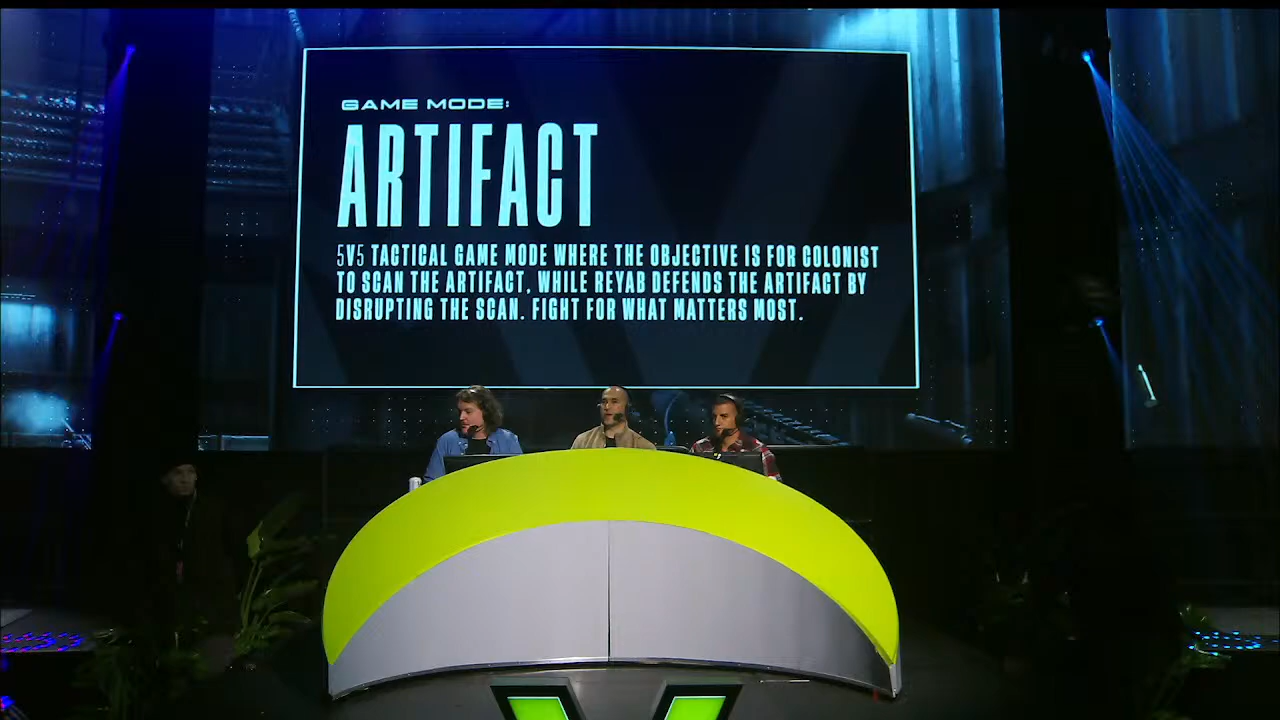 GAME MODE:
ARTIFACT
5V5 TACTICAL GAME MODE WHERE THE OBJECTIVE IS FOR COLONIST
TO SCAN THE ARTIFACT, WHILE REYAB DEFENDS THE ARTIFACT BY
DISRUPTING THE SCAN. FIGHT FOR WHAT MATTERS MOST.